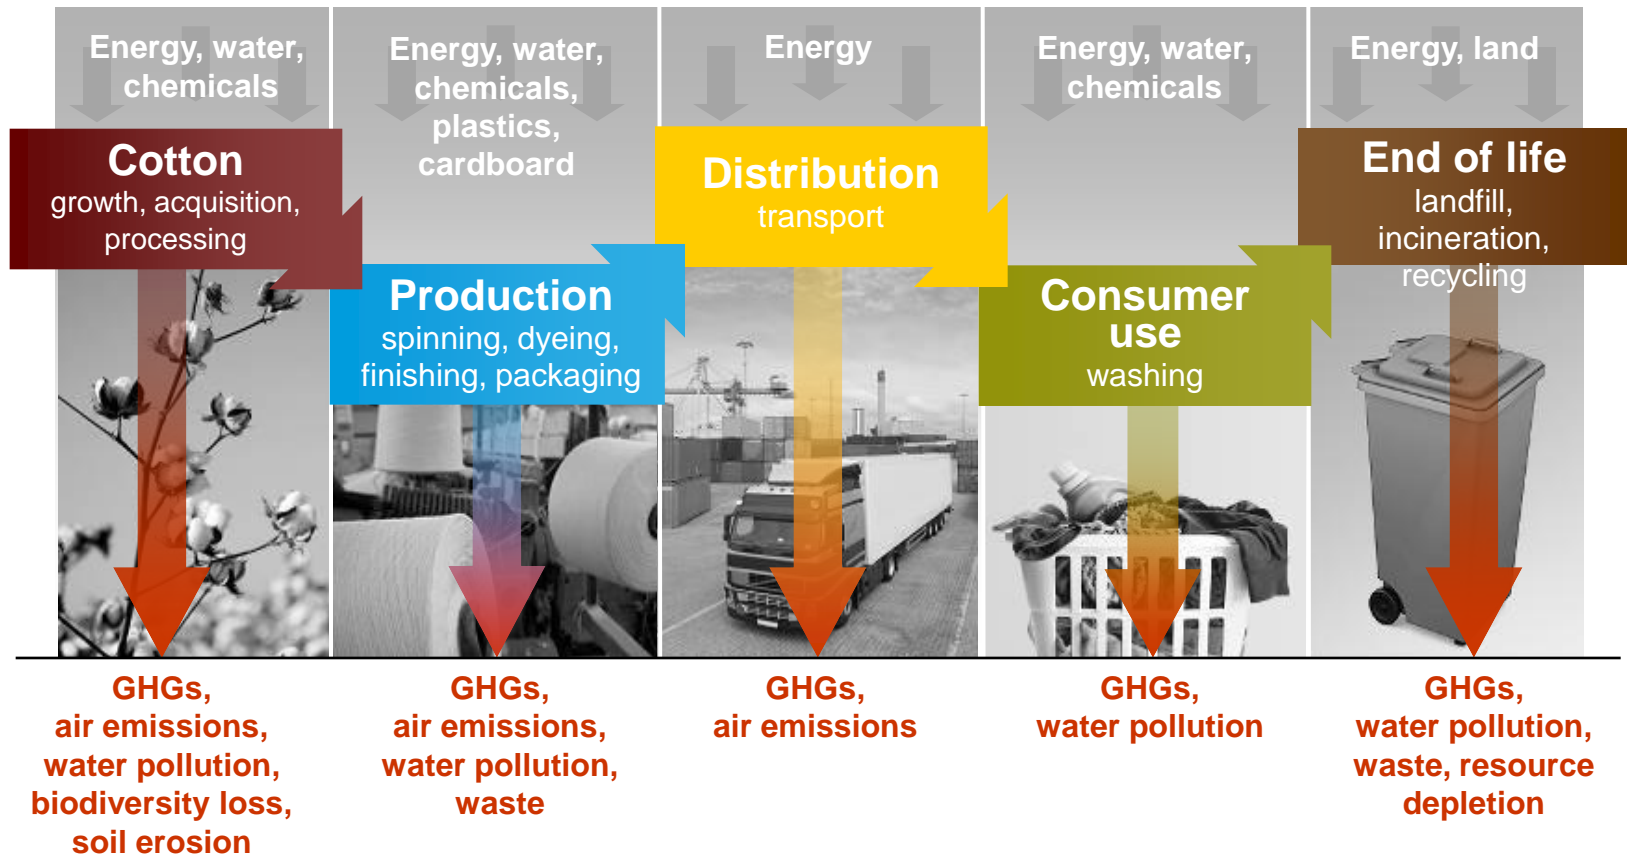 Energy, water,
chemicals
Cotton
growth, acquisition,
processing
GHGs,
air emissions,
water pollution,
biodiversity loss,
soil erosion
Energy, water,
chemicals,
plastics,
cardboard
Production
spinning, dyeing,
finishing, packaging
GHGs,
air emissions,
water pollution,
waste
Energy
Distribution
transport
GHGs,
air emissions
Energy, water,
chemicals
Consumer
use
washing
GHGs,
water pollution
Energy, land
End of life
landfill,
incineration,
recycling
GHGs,
water pollution,
waste, resource
depletion